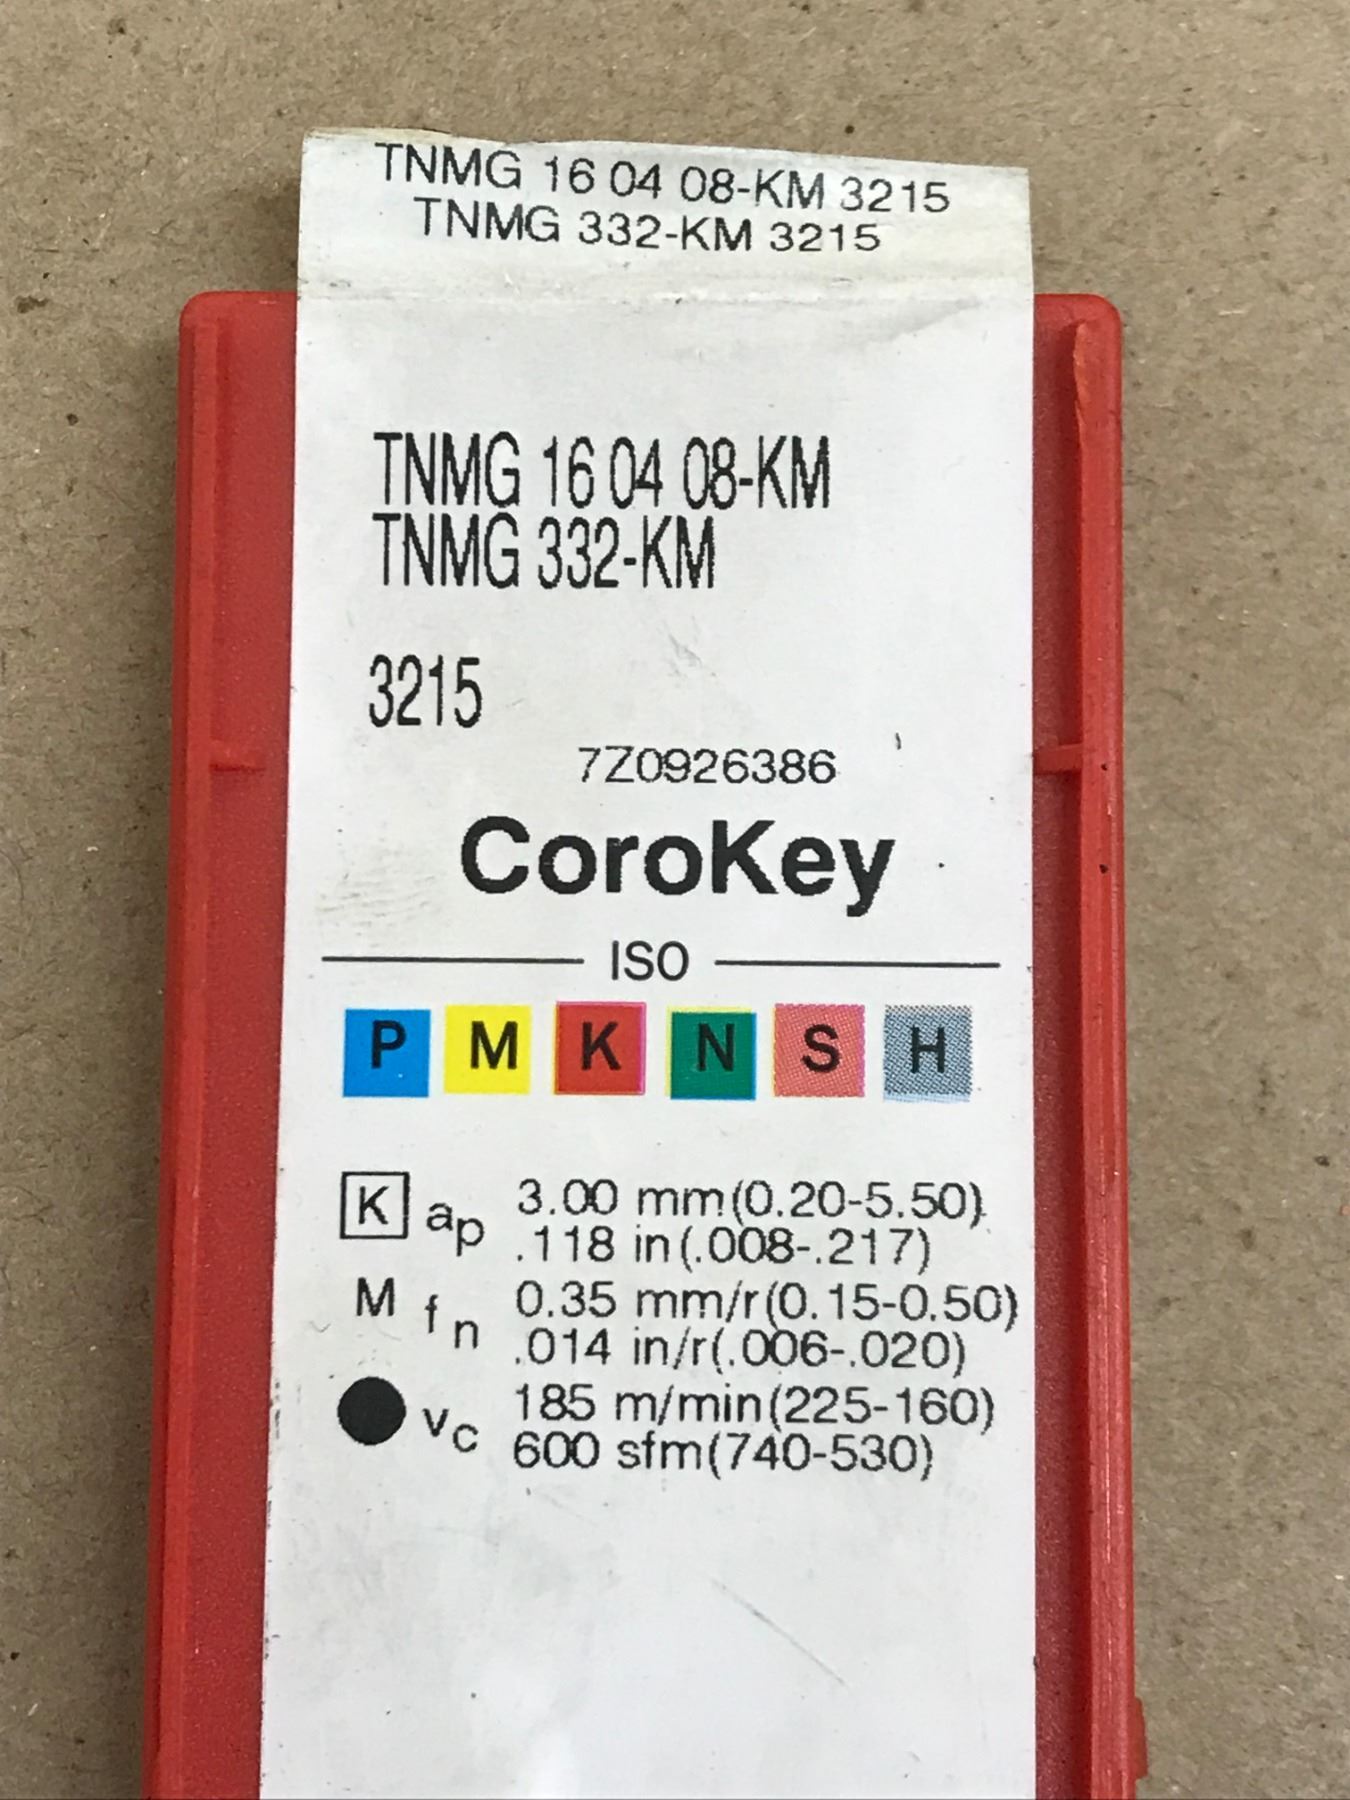 TNMG 16 04 08-KM 3215
TNMG 332-KM 3215
TNMG 16 04 08-KM
TNMG 332-KM
3215
7Z0926386
CoroKey
ISO
P M K N S H
K ap 3.00 mm(0.20-5.50)
.118 in(.008-.217)
M fn 0.35 mm/r(0.15-0.50)
.014 in/r(.006-.020)
vc 185 m/min(225-160)
600 sfm(740-530)